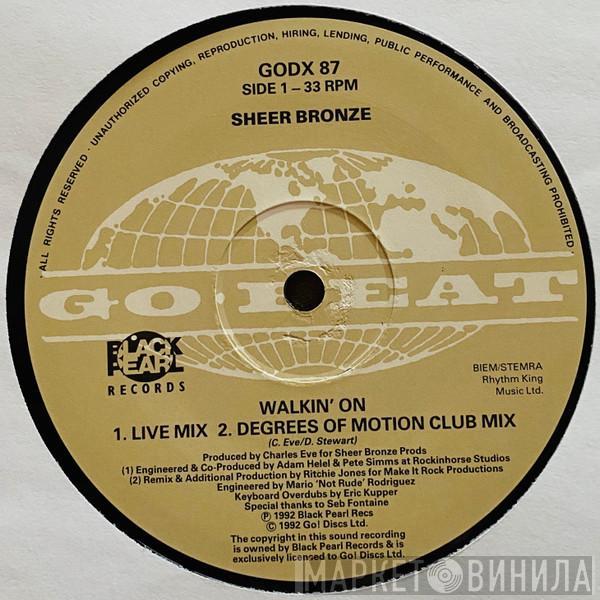 ALL RIGHTS RESERVED · UNAUTHORIZED COPYING, REPRODUCTION, HIRING, LENDING, PUBLIC PERFORMANCE AND BROADCASTING PROHIBITED ·
GODX 87
SIDE 1 – 33 RPM
SHEER BRONZE
GO·BEAT
BLACK
PEARL
RECORDS
BIEM/STEMRA
Rhythm King
Music Ltd.
WALKIN' ON
1. LIVE MIX 2. DEGREES OF MOTION CLUB MIX
(C. Eve/D. Stewart)
Produced by Charles Eve for Sheer Bronze Prods
(1) Engineered & Co-Produced by Adam Helel & Pete Simms at Rockinhorse Studios
(2) Remix & Additional Production by Ritchie Jones for Make It Rock Productions
Engineered by Mario 'Not Rude' Rodriguez
Keyboard Overdubs by Eric Kupper
Special thanks to Seb Fontaine
℗ 1992 Black Pearl Recs
© 1992 Go! Discs Ltd.
The copyright in this sound recording
is owned by Black Pearl Records & is
exclusively licensed to Go! Discs Ltd.
МАРКЕТ ВИНИЛА